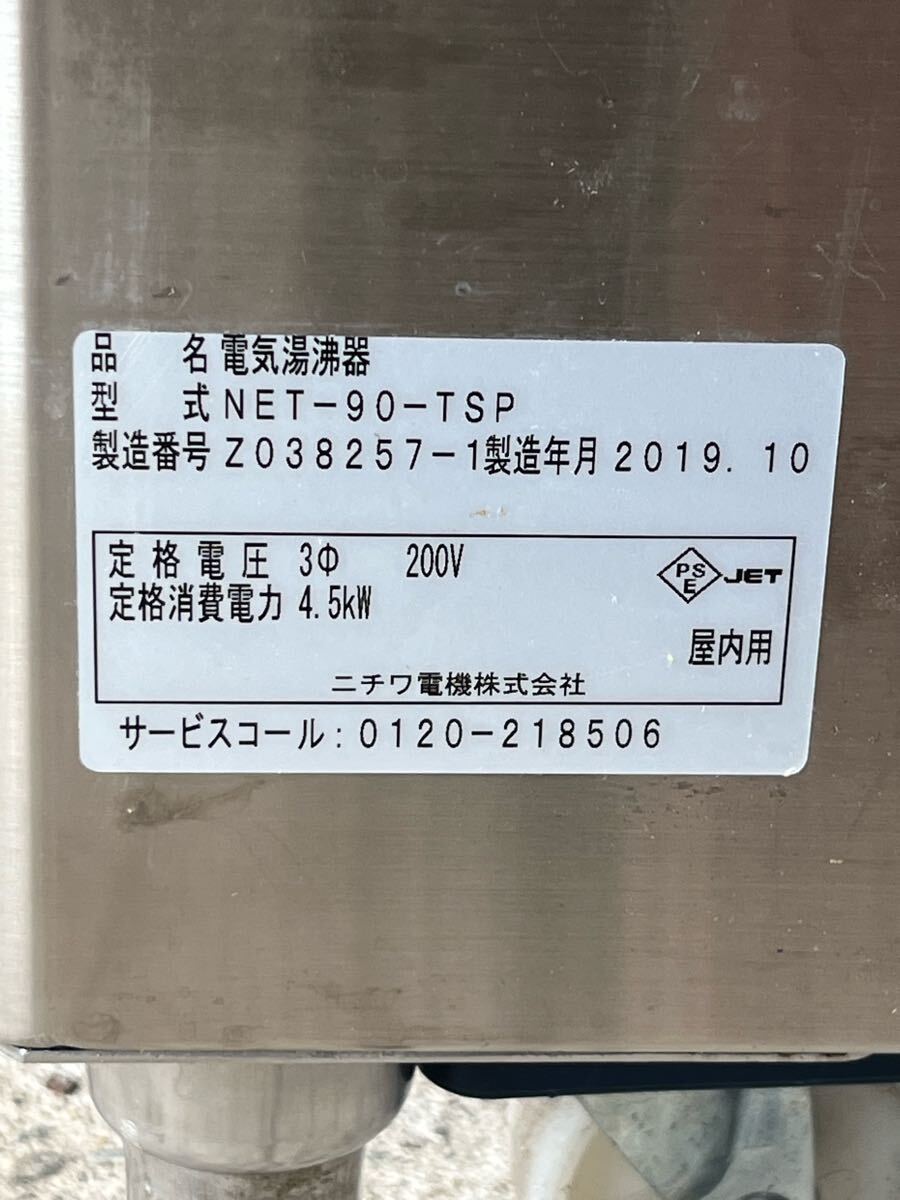 品 名 電気湯沸器
型 式 NET-90-TSP
製造番号 Z038257-1 製造年月 2019.10
定格電圧 3Φ 200V
定格消費電力 4.5kW
PS E JET
屋内用
ニチワ電機株式会社
サービスコール:0120-218506